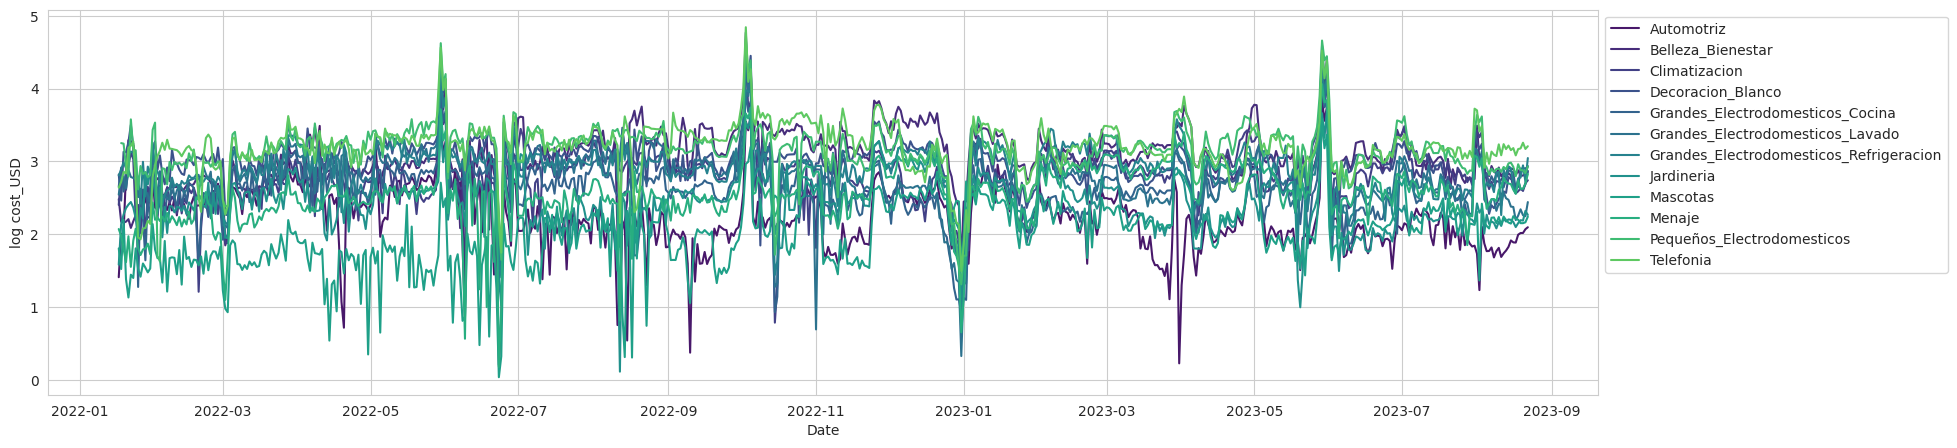 5
4
3
2
1
0
log cost_USD
2022-01
2022-03
2022-05
2022-07
2022-09
2022-11
2023-01
2023-03
2023-05
2023-07
2023-09
Date
Automotriz
Belleza_Bienestar
Climatizacion
Decoracion_Blanco
Grandes_Electrodomesticos_Cocina
Grandes_Electrodomesticos_Lavado
Grandes_Electrodomesticos_Refrigeracion
Jardineria
Mascotas
Menaje
Pequeños_Electrodomesticos
Telefonia